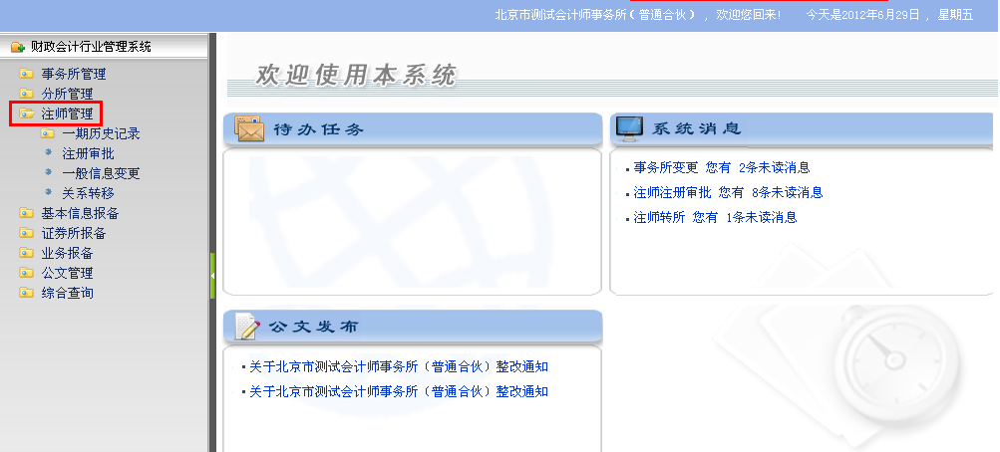 北京市测试会计师事务所(普通合伙) ，欢迎您回来! 今天是2012年6月29日 ，星期五
财政会计行业管理系统
事务所管理
分所管理
注师管理
一期历史记录
注册审批
一般信息变更
关系转移
基本信息报备
证券所报备
业务报备
公文管理
综合查询
欢迎使用本系统
待办任务
系统消息
事务所变更 您有 2条未读消息
注师注册审批 您有 8条未读消息
注师转所 您有 1条未读消息
公文发布
关于北京市测试会计师事务所（普通合伙）整改通知
关于北京市测试会计师事务所（普通合伙）整改通知